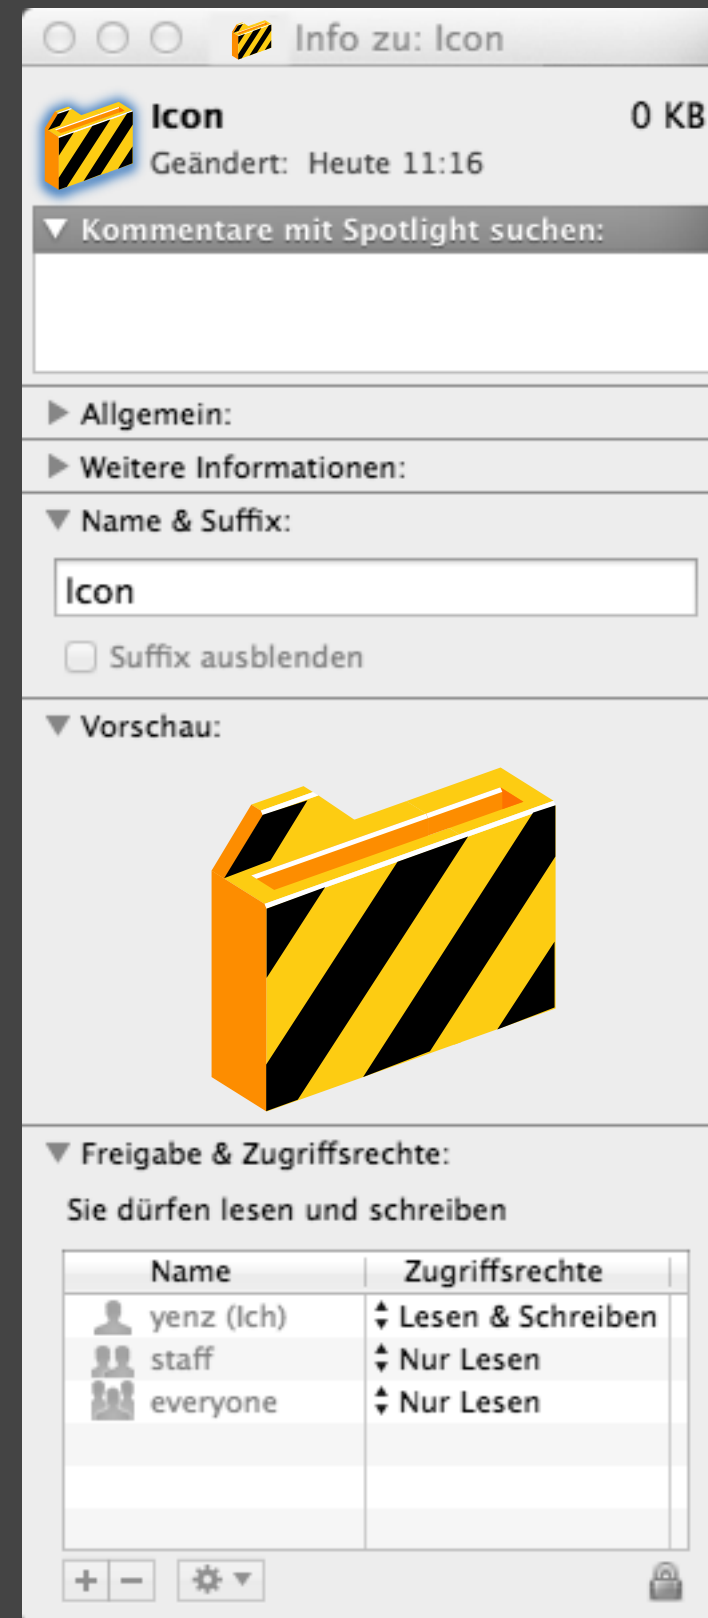 Info zu: Icon
Icon 0 KB
Geändert: Heute 11:16
Kommentare mit Spotlight suchen:
Allgemein:
Weitere Informationen:
Name & Suffix:
Icon
Suffix ausblenden
Vorschau:
Freigabe & Zugriffsrechte:
Sie dürfen lesen und schreiben
Name Zugriffsrechte
yenz (Ich) Lesen & Schreiben
staff Nur Lesen
everyone Nur Lesen